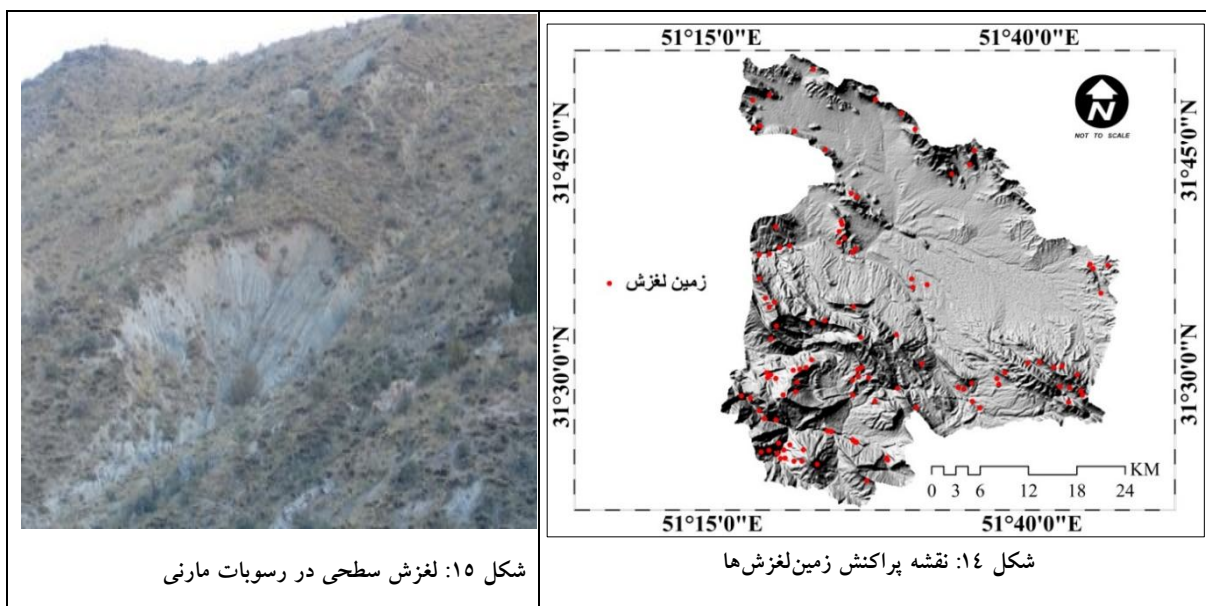 51°15'0"E
51°40'0"E
N
NOT TO SCALE
31°45'0"N
31°45'0"N
زمین لغزش
31°30'0"N
31°30'0"N
KM
0 3 6 12 18 24
51°15'0"E
51°40'0"E
شکل ١٤: نقشه پراکنش زمین‌لغزش‌ها
شکل ١٥: لغزش سطحی در رسوبات مارنی